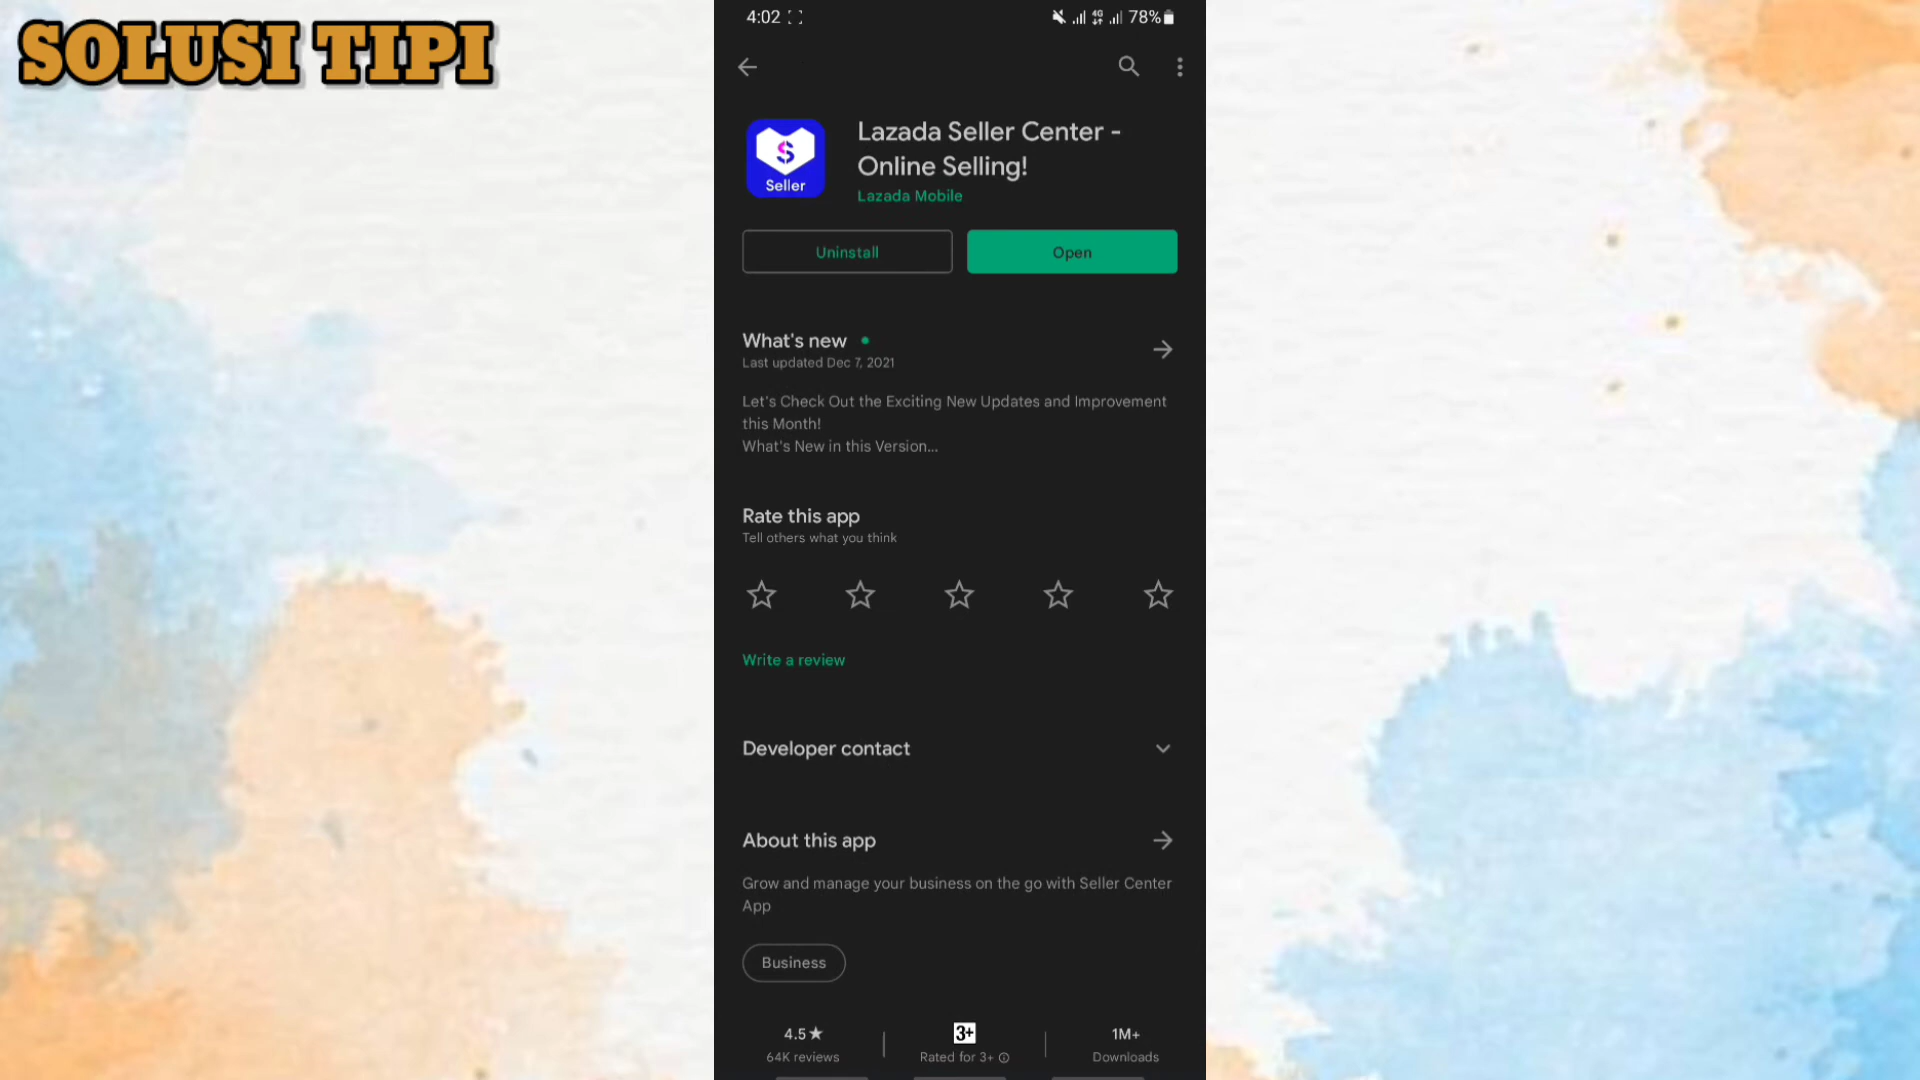 SOLUSI TIPI
4:02
4G
78%
$
Seller
Lazada Seller Center -
Online Selling!
Lazada Mobile
Uninstall
Open
What's new
Last updated Dec 7, 2021
Let's Check Out the Exciting New Updates and Improvement
this Month!
What's New in this Version...
Rate this app
Tell others what you think
Write a review
Developer contact
About this app
Grow and manage your business on the go with Seller Center
App
Business
4.5★
64K reviews
3+
Rated for 3+
1M+
Downloads